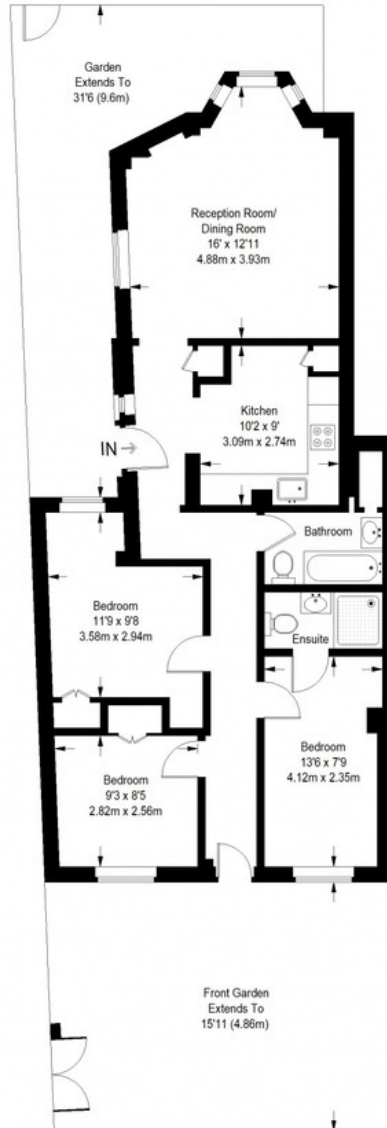 Garden
Extends To
31'6 (9.6m)
Reception Room/
Dining Room
16' x 12'11
4.88m x 3.93m
Kitchen
10'2 x 9'
3.09m x 2.74m
IN →
Bathroom
Bedroom
11'9 x 9'8
3.58m x 2.94m
Ensuite
Bedroom
13'6 x 7'9
4.12m x 2.35m
Bedroom
9'3 x 8'5
2.82m x 2.56m
Front Garden
Extends To
15'11 (4.86m)